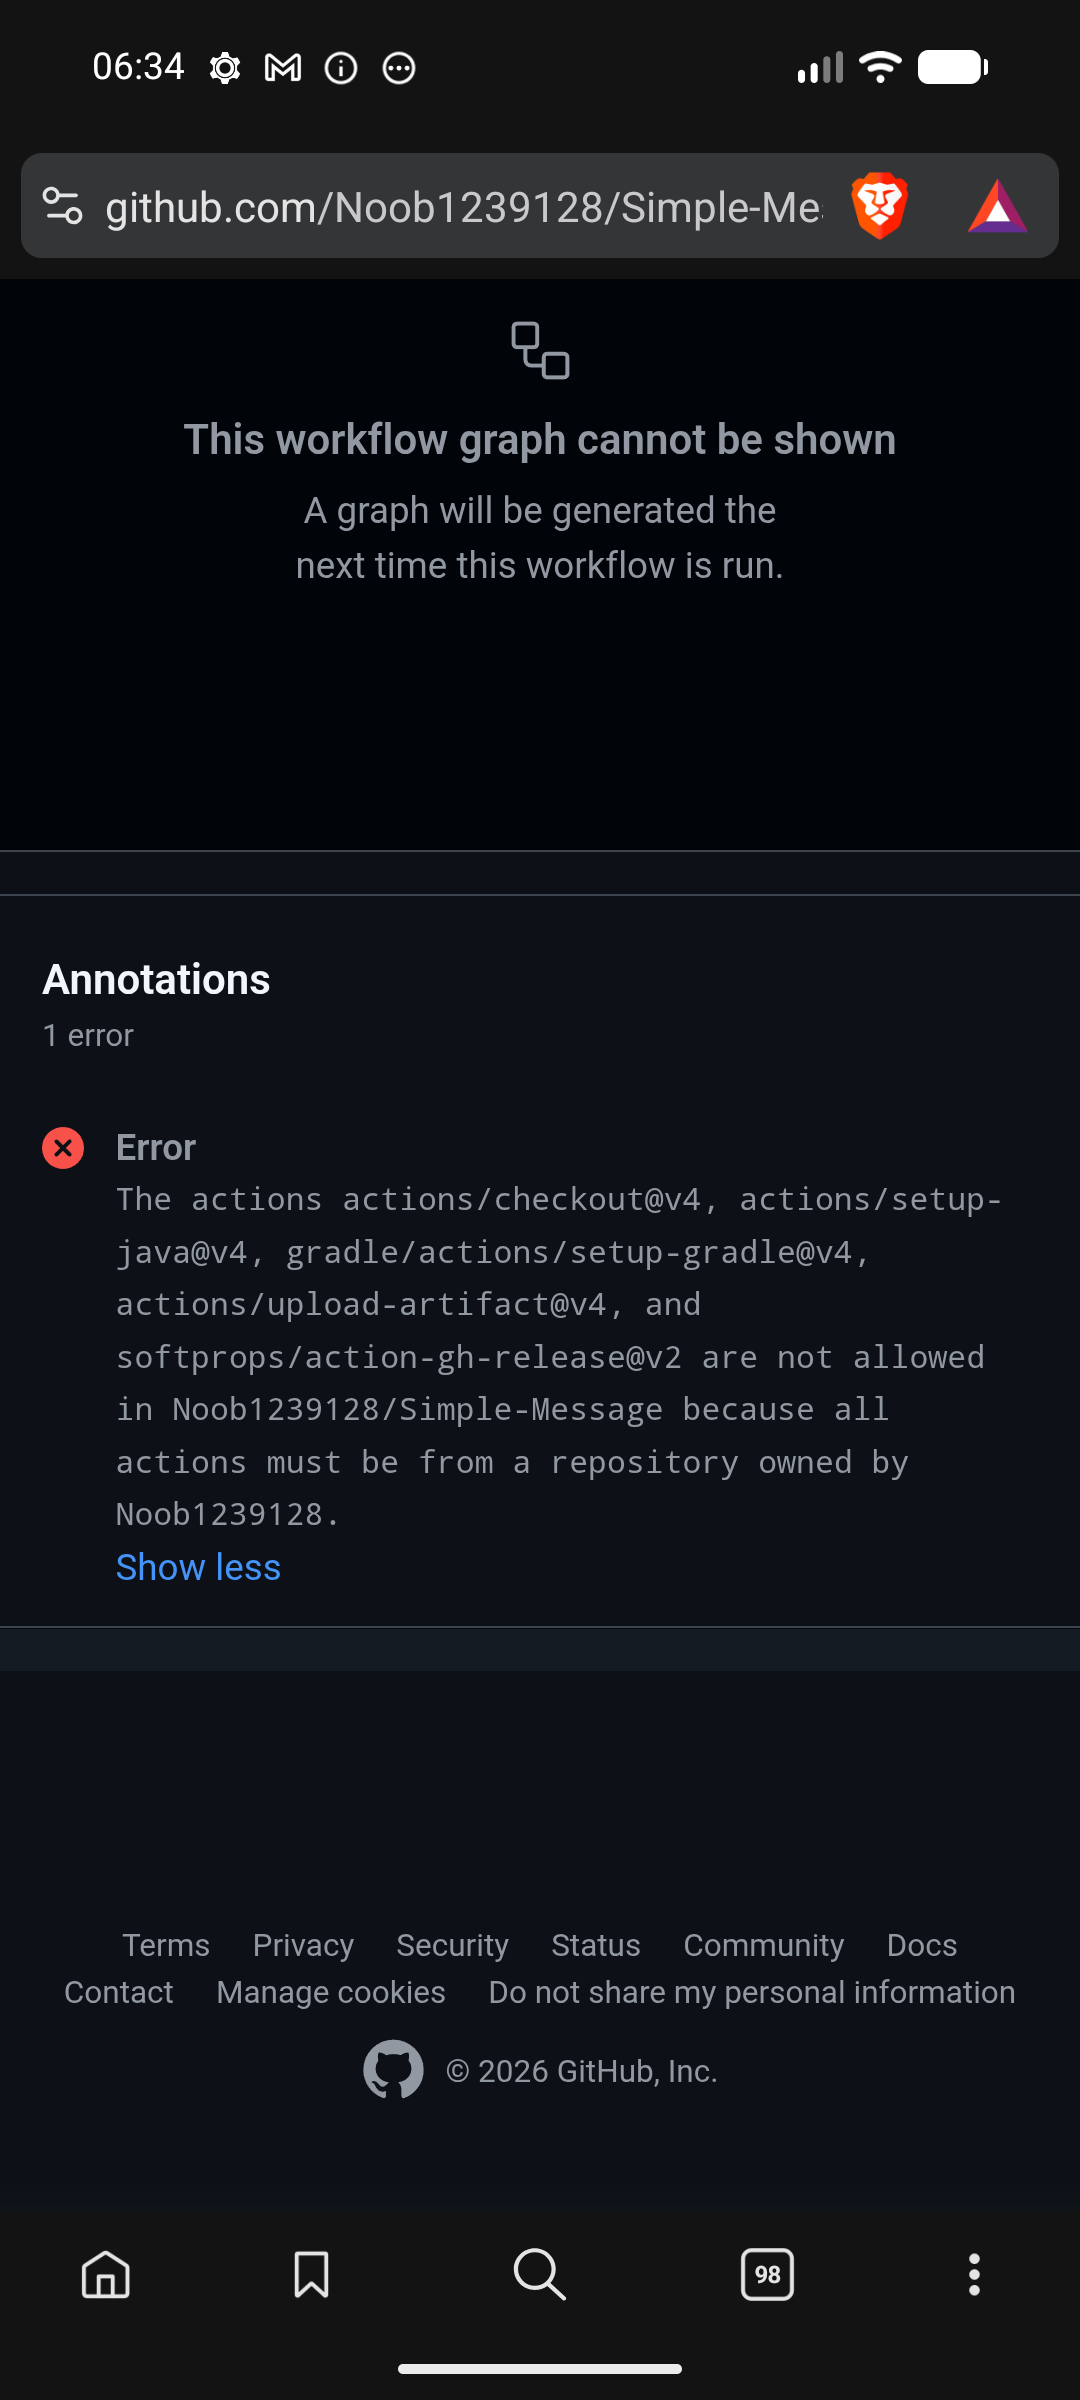 06:34
github.com/Noob1239128/Simple-Me
This workflow graph cannot be shown
A graph will be generated the
next time this workflow is run.
Annotations
1 error
Error
The actions actions/checkout@v4, actions/setup-
java@v4, gradle/actions/setup-gradle@v4,
actions/upload-artifact@v4, and
softprops/action-gh-release@v2 are not allowed
in Noob1239128/Simple-Message because all
actions must be from a repository owned by
Noob1239128.
Show less
Terms Privacy Security Status Community Docs
Contact Manage cookies Do not share my personal information
© 2026 GitHub, Inc.
98